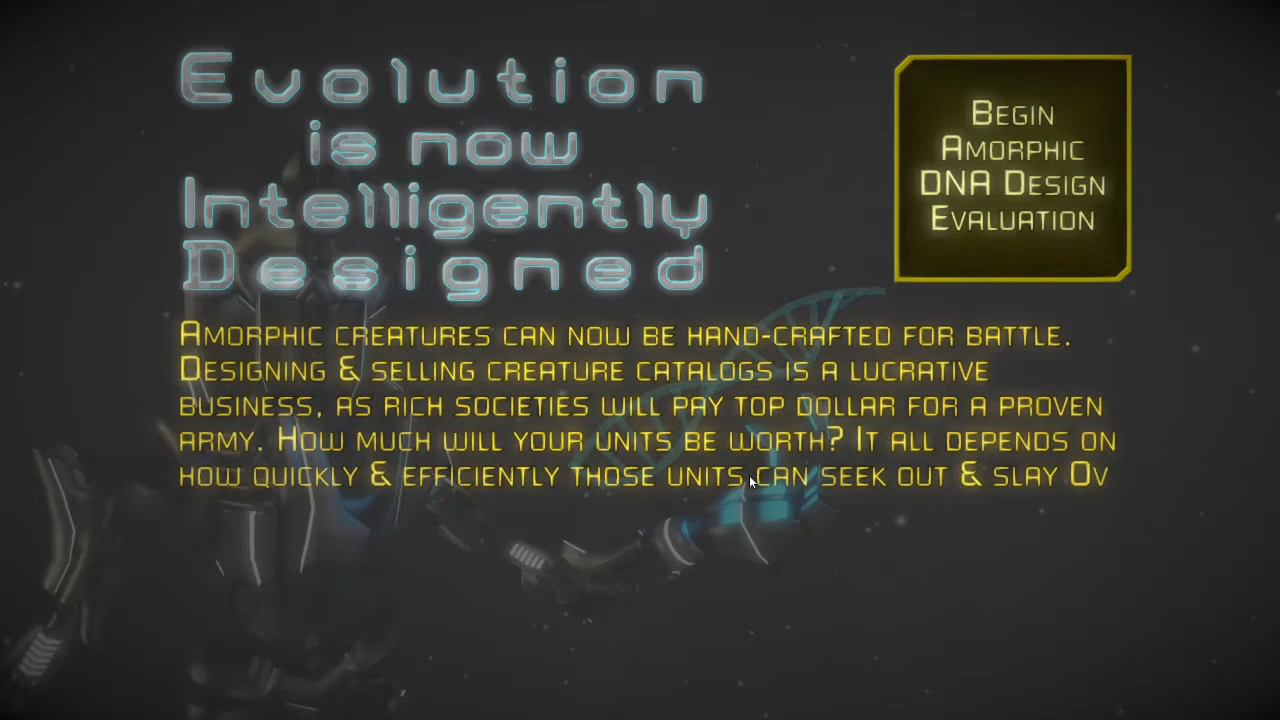 Evolution
is now
Intelligently
Designed
Begin
Amorphic
DNA Design
Evaluation
Amorphic creatures can now be hand-crafted for battle.
Designing & selling creature catalogs is a lucrative
business, as rich societies will pay top dollar for a proven
army. How much will your units be worth? It all depends on
how quickly & efficiently those units can seek out & slay Ov